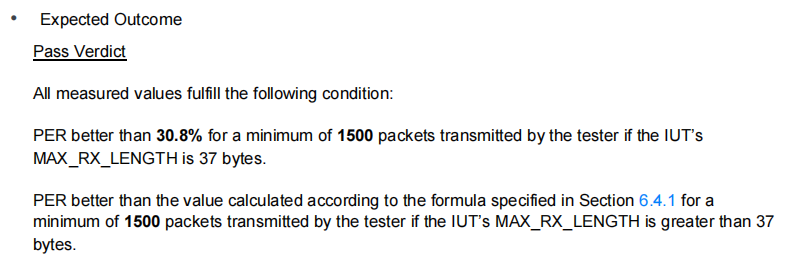 • Expected Outcome
Pass Verdict
All measured values fulfill the following condition:
PER better than 30.8% for a minimum of 1500 packets transmitted by the tester if the IUT’s
MAX_RX_LENGTH is 37 bytes.
PER better than the value calculated according to the formula specified in Section 6.4.1 for a
minimum of 1500 packets transmitted by the tester if the IUT’s MAX_RX_LENGTH is greater than 37
bytes.